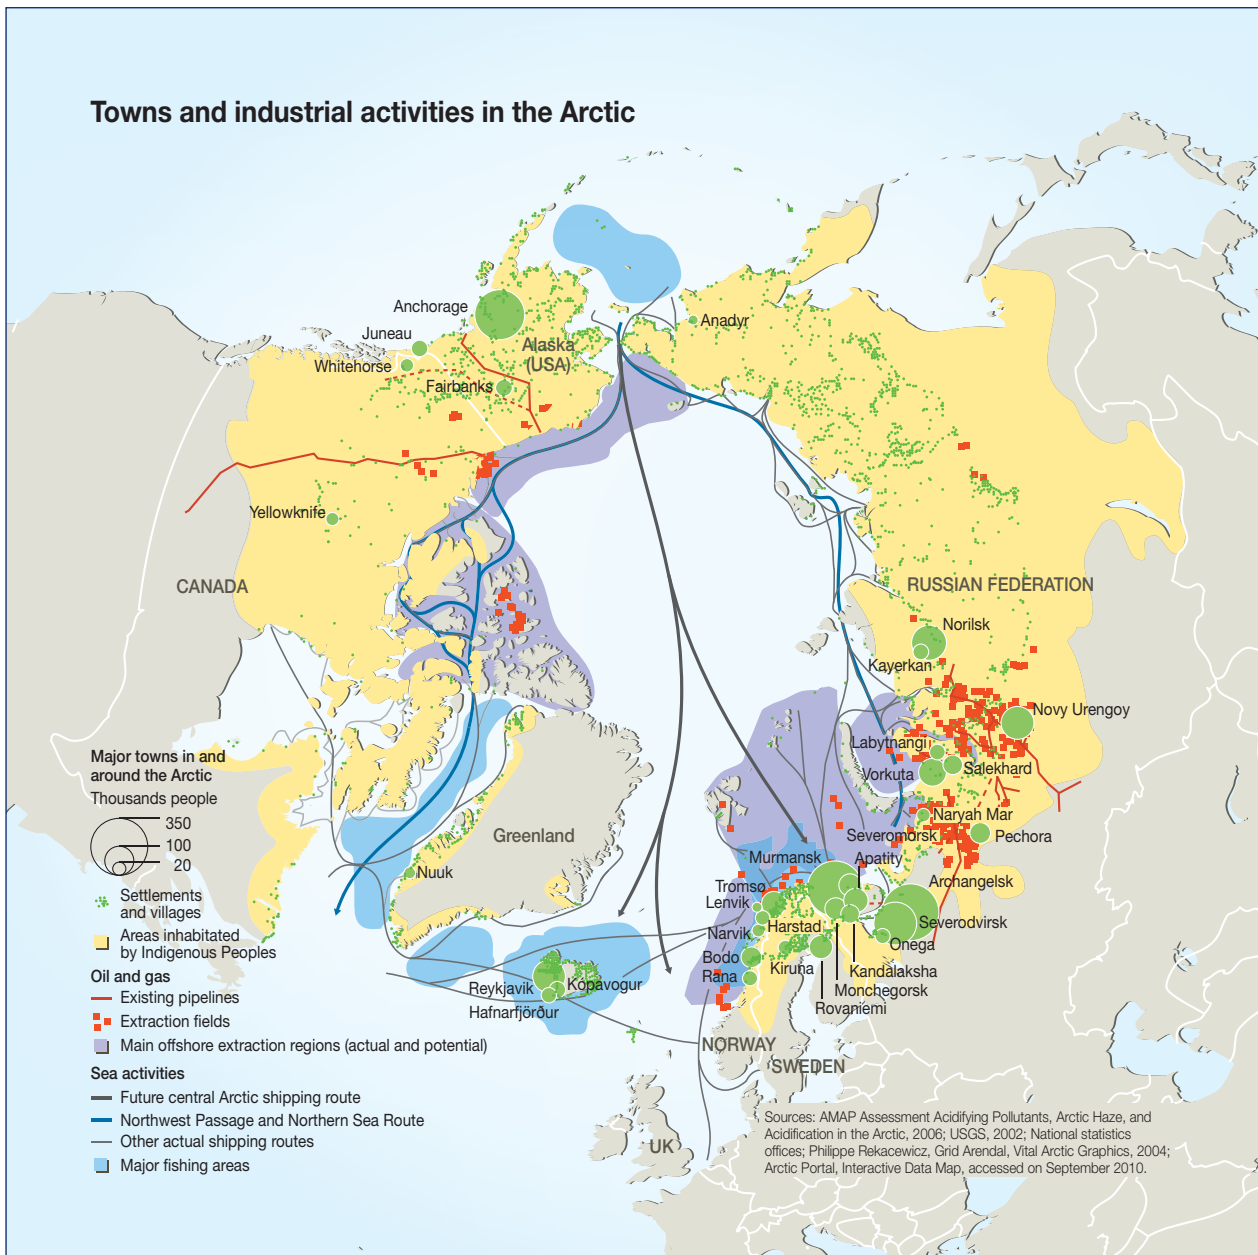 Towns and industrial activities in the Arctic
Anchorage
Juneau
Whitehorse
Alaska
(USA)
Fairbanks
Anadyr
Yellowknife
CANADA
RUSSIAN FEDERATION
Norilsk
Kayerkan
Novy Urengoy
Labytnangi
Vorkuta
Salekhard
Naryah Mar
Severomorsk
Pechora
Murmansk
Apatity
Archangelsk
Tromsø
Lenvik
Harstad
Severodvirsk
Narvik
Onega
Bodo
Rana
Kiruna
Kandalaksha
Monchegorsk
Rovaniemi
Greenland
Nuuk
Reykjavik
Kópavogur
Hafnarfjörður
NORWAY
SWEDEN
UK
Major towns in and
around the Arctic
Thousands people
350
100
20
Settlements
and villages
Areas inhabitated
by Indigenous Peoples
Oil and gas
Existing pipelines
Extraction fields
Main offshore extraction regions (actual and potential)
Sea activities
Future central Arctic shipping route
Northwest Passage and Northern Sea Route
Other actual shipping routes
Major fishing areas
Sources: AMAP Assessment Acidifying Pollutants, Arctic Haze, and
Acidification in the Arctic, 2006; USGS, 2002; National statistics
offices; Philippe Rekacewicz, Grid Arendal, Vital Arctic Graphics, 2004;
Arctic Portal, Interactive Data Map, accessed on September 2010.